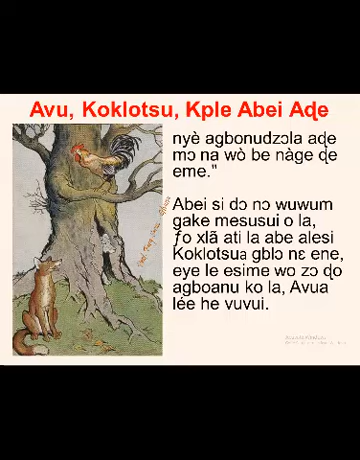 Avu, Koklotsu, Kple Abei Aɖe
nyè agbonudzɔla aɖe
mɔ na wò be nàge ɖe
eme."
Abei si dɔ nɔ wuwum
gake mesusui o la,
ƒo xlã ati la abe alesi
Koklotsua gblɔ nɛ ene,
eye le esime wo zɔ ɖo
agboanu ko la, Avua
lée he vuvui.